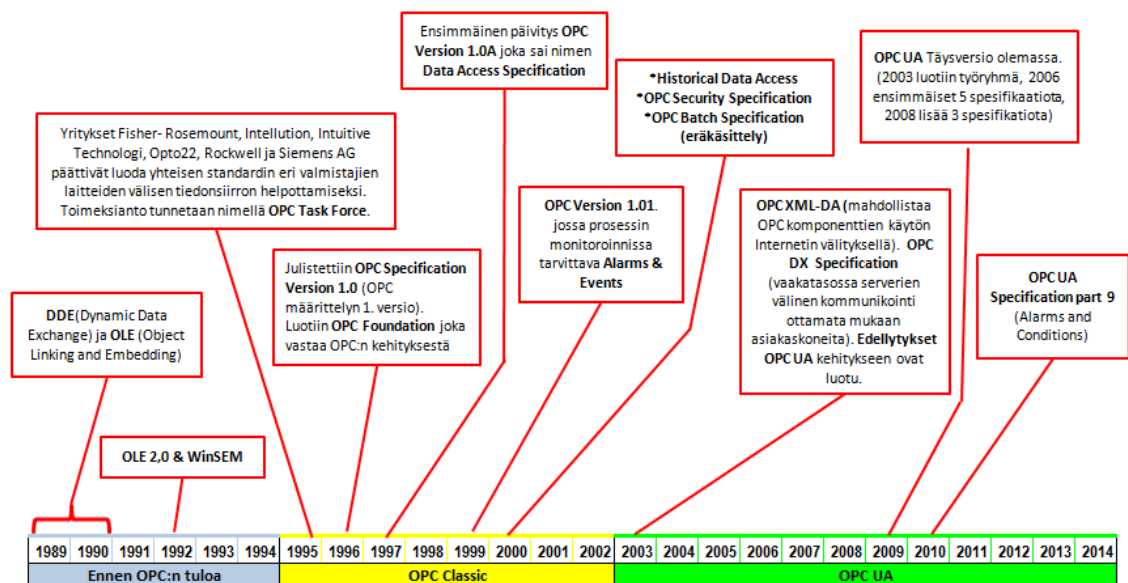 Ensimmäinen päivitys OPC
Version 1.0A joka sai nimen
Data Access Specification
*Historical Data Access
*OPC Security Specification
*OPC Batch Specification
(eräkäsittely)
OPC UA Täysversio olemassa.
(2003 luotiin työryhmä, 2006
ensimmäiset 5 spesifikaatiota,
2008 lisää 3 spesifikatiota)
Yritykset Fisher- Rosemount, Intellution, Intuitive
Technologi, Opto22, Rockwell ja Siemens AG
päättivät luoda yhteisen standardin eri valmistajien
laitteiden välisen tiedonsiirron helpottamiseksi.
Toimeksianto tunnetaan nimellä OPC Task Force.
OPC Version 1.01.
jossa prosessin
monitoroinnissa
tarvittava Alarms &
Events
OPC XML-DA (mahdollistaa
OPC komponenttien käytön
Internetin välityksellä). OPC
DX Specification
(vaakatasossa serverien
välinen kommunikointi
ottamata mukaan
asiakaskoneita). Edellytykset
OPC UA kehitykseen ovat
luotu.
Julistettiin OPC Specification
Version 1.0 (OPC
määrittelyn 1. versio).
Luotiin OPC Foundation joka
vastaa OPC:n kehityksestä
OPC UA
Specification part 9
(Alarms and
Conditions)
DDE(Dynamic Data
Exchange) ja OLE (Object
Linking and Embedding)
OLE 2,0 & WinSEM
1989 1990 1991 1992 1993 1994 1995 1996 1997 1998 1999 2000 2001 2002 2003 2004 2005 2006 2007 2008 2009 2010 2011 2012 2013 2014
Ennen OPC:n tuloa OPC Classic OPC UA